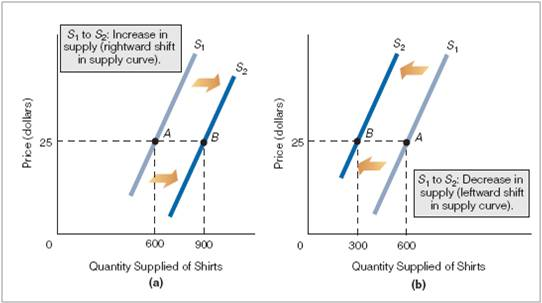 S1 to S2: Increase in
supply (rightward shift
in supply curve).
S1
S2
Price (dollars)
25
A
B
0
600
900
Quantity Supplied of Shirts
(a)
S2
S1
Price (dollars)
25
B
A
S1 to S2: Decrease in
supply (leftward shift
in supply curve).
0
300
600
Quantity Supplied of Shirts
(b)